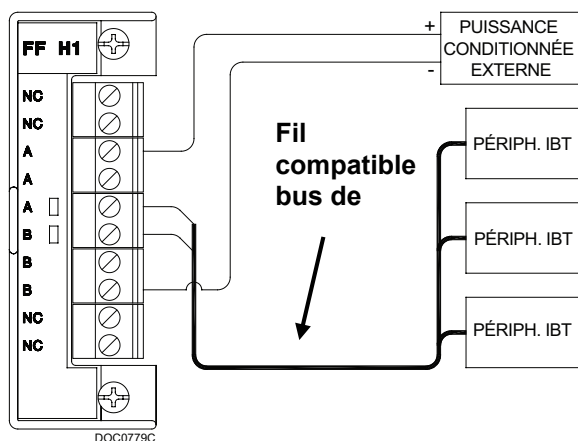 FF H1
NC
NC
A
A
A
B
B
B
NC
NC
+
-
PUISSANCE
CONDITIONNÉE
EXTERNE
Fil
compatible
bus de
PÉRIPH. IBT
PÉRIPH. IBT
PÉRIPH. IBT
DOC0779C